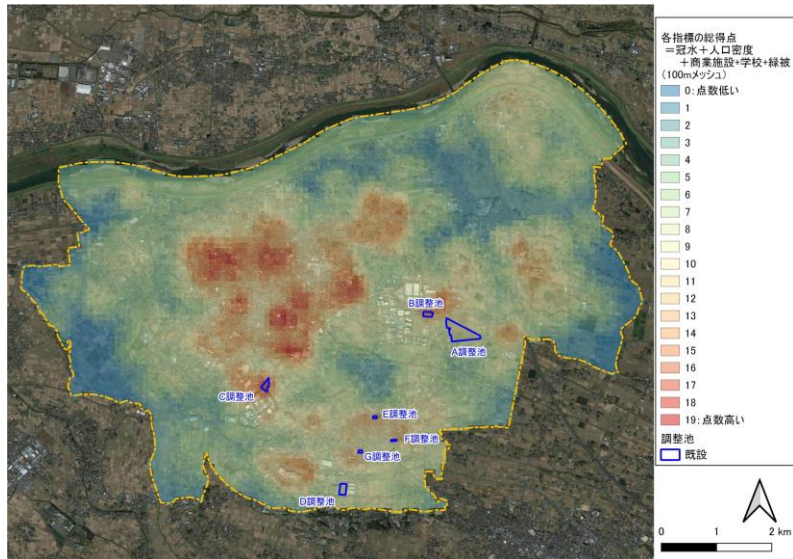 各指標の総得点
＝冠水＋人口密度
＋商業施設+学校+緑被
（100mメッシュ）
0：点数低い
1
2
3
4
5
6
7
8
9
10
11
12
13
14
15
16
17
18
19：点数高い
調整池
既設
B調整池
A調整池
C調整池
E調整池
F調整池
G調整池
D調整池
0 1 2 km